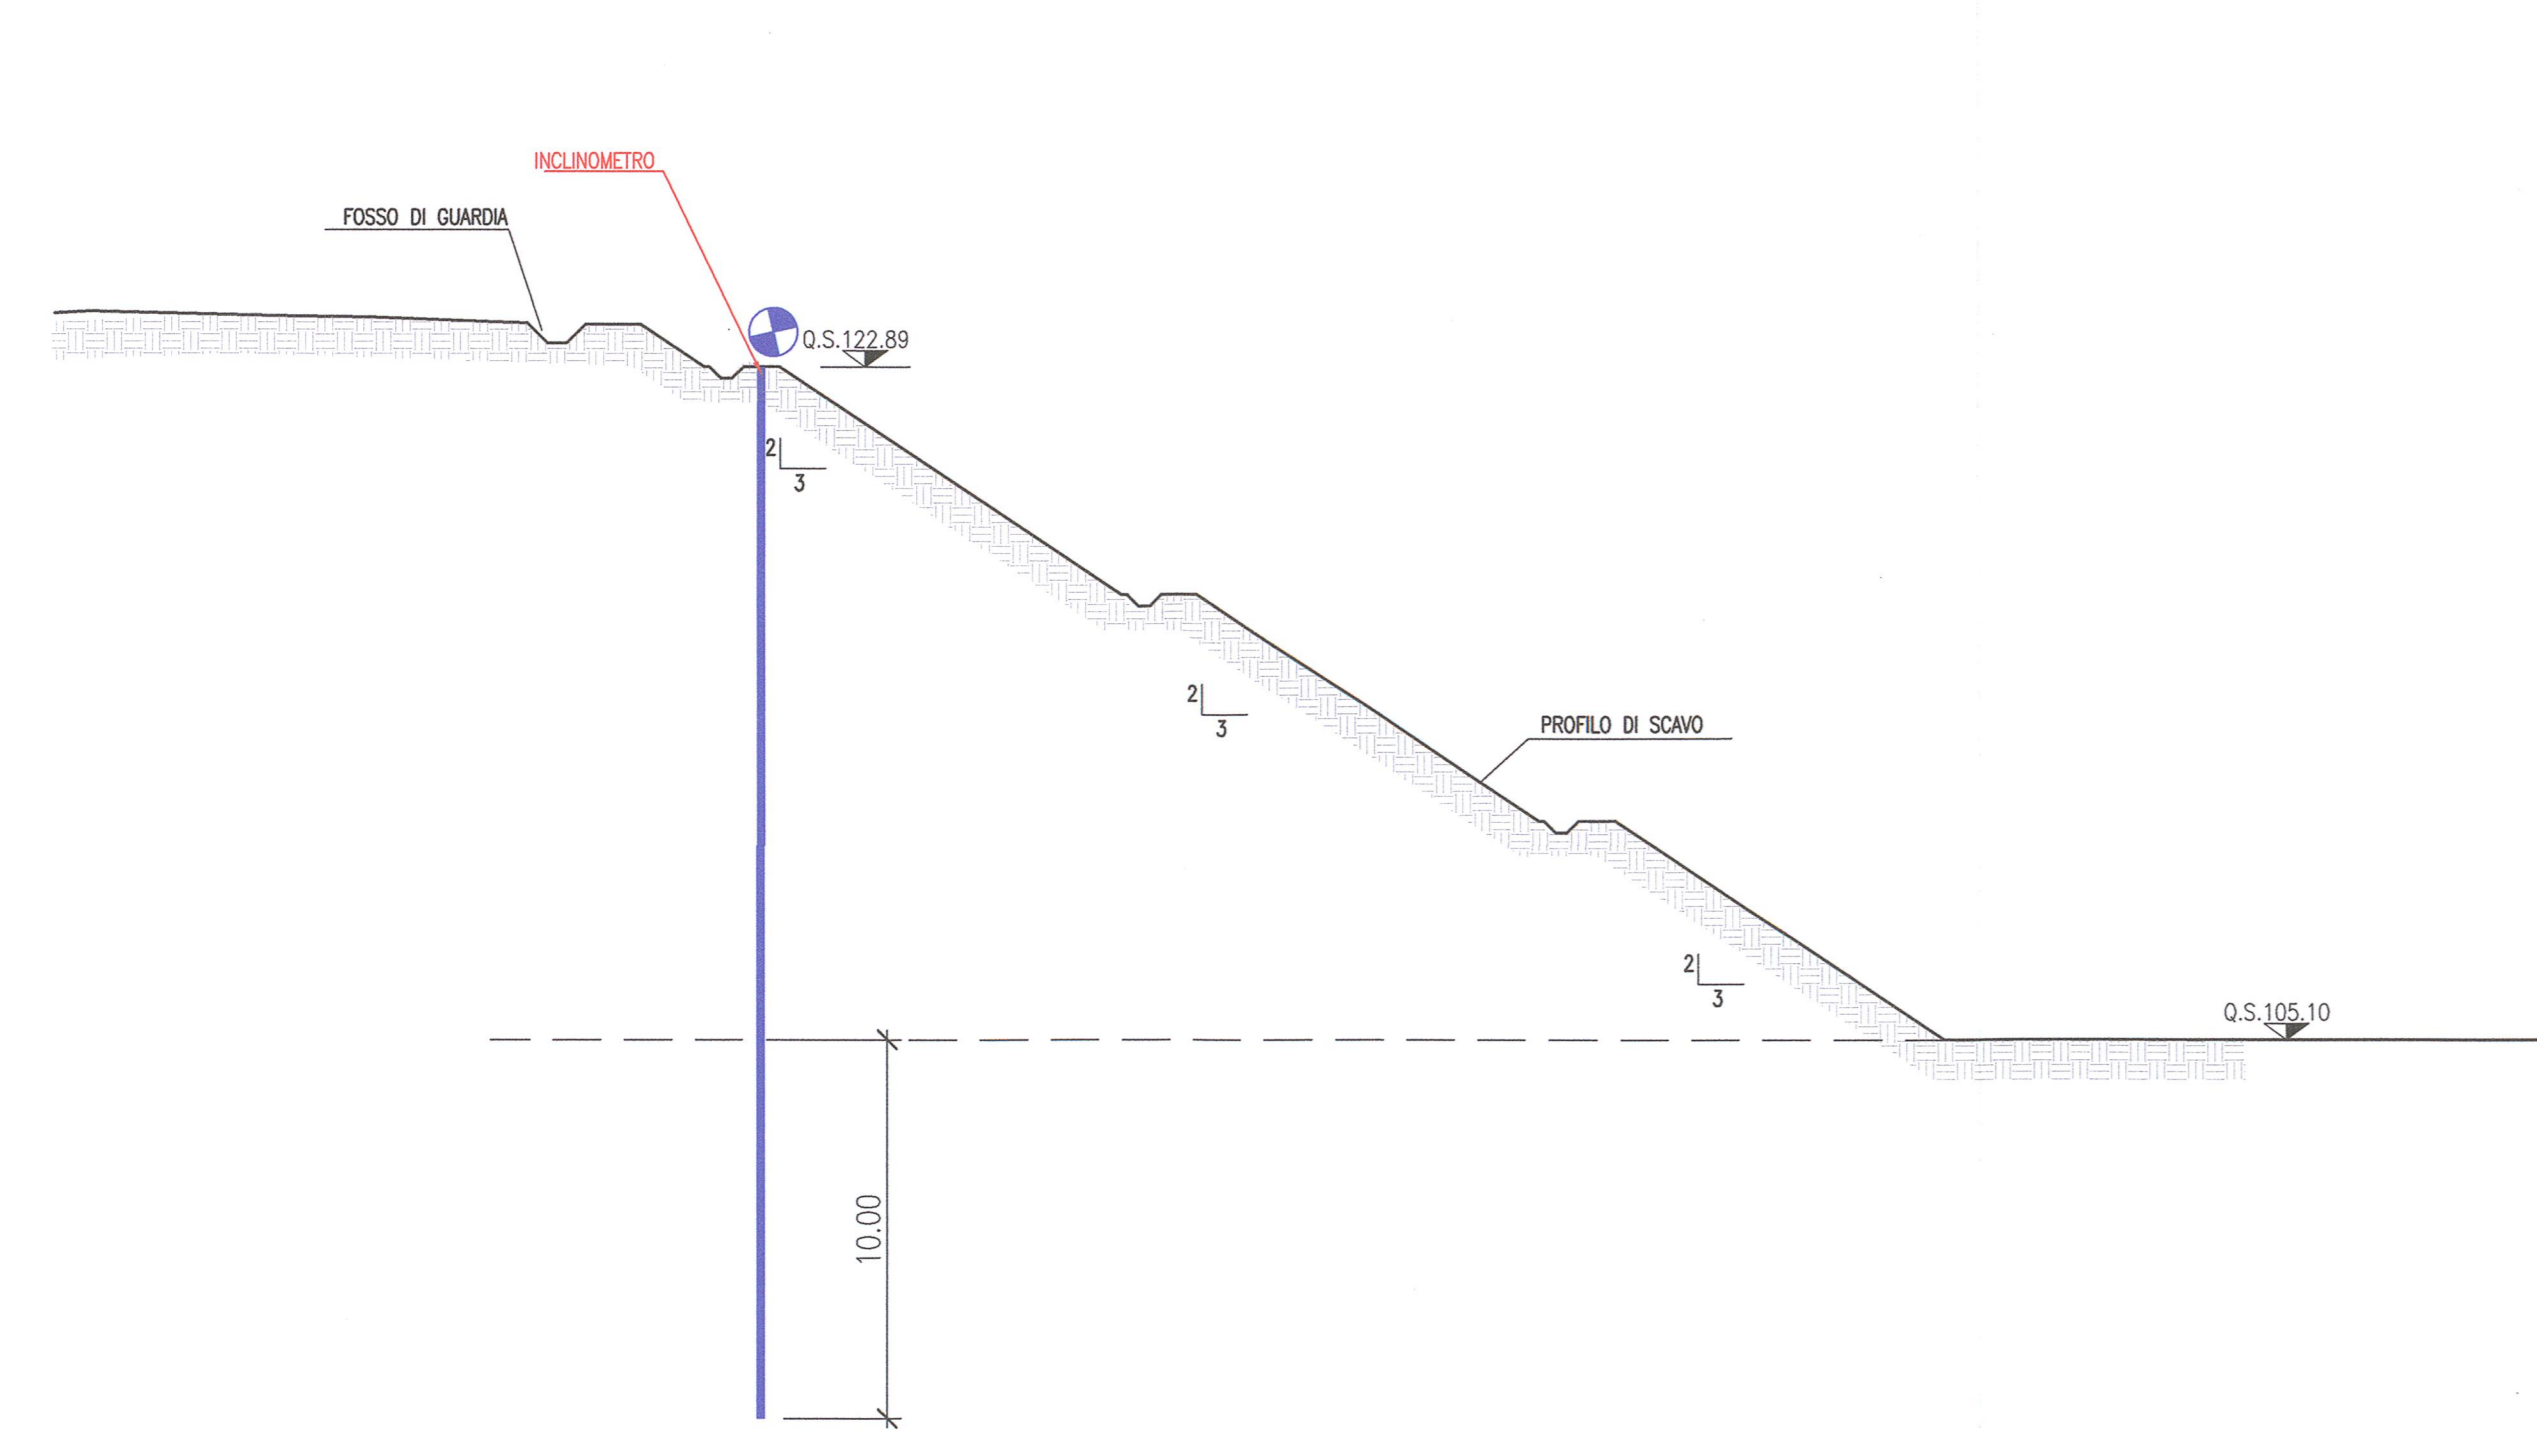 INCLINOMETRO
FOSSO DI GUARDIA
Q.S.122.89
2
3
2
3
PROFILO DI SCAVO
2
3
Q.S.105.10
10.00